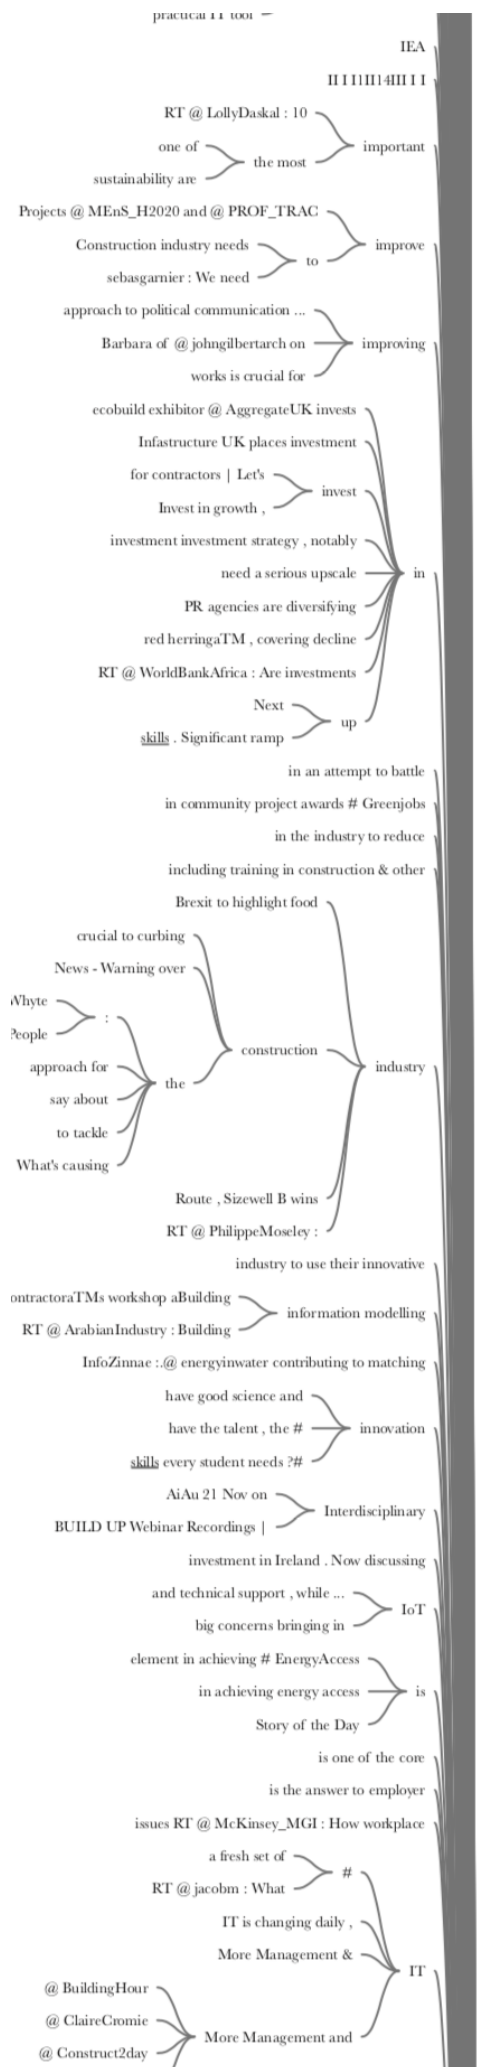 practical IT tool
IEA
RT @ LollyDaskal : 10
one of
sustainability are
the most
important
Projects @ MEnS_H2020 and @ PROF_TRAC
Construction industry needs
sebasgarnier : We need
to
improve
approach to political communication ...
Barbara of @ johngilbertarch on
works is crucial for
improving
ecobuild exhibitor @ AggregateUK invests
Infastructure UK places investment
for contractors | Let's
Invest in growth ,
invest
investment investment strategy , notably
need a serious upscale
PR agencies are diversifying
red herringaTM , covering decline
RT @ WorldBankAfrica : Are investments
Next
skills . Significant ramp
up
in
in an attempt to battle
in community project awards # Greenjobs
in the industry to reduce
including training in construction & other
Brexit to highlight food
crucial to curbing
News - Warning over
Whyte
People
:
approach for
say about
to tackle
What's causing
the
construction
Route , Sizewell B wins
RT @ PhilippeMoseley :
industry
industry to use their innovative
ontractoraTMs workshop aBuilding
RT @ ArabianIndustry : Building
information modelling
InfoZinnae :.@ energyinwater contributing to matching
have good science and
have the talent , the #
skills every student needs ?#
innovation
AiAu 21 Nov on
BUILD UP Webinar Recordings |
Interdisciplinary
investment in Ireland . Now discussing
and technical support , while ...
big concerns bringing in
IoT
element in achieving # EnergyAccess
in achieving energy access
Story of the Day
is
is one of the core
is the answer to employer
issues RT @ McKinsey_MGI : How workplace
a fresh set of
RT @ jacobm : What
#
IT is changing daily ,
More Management &
IT
@ BuildingHour
@ ClaireCromie
@ Construct2day
More Management and